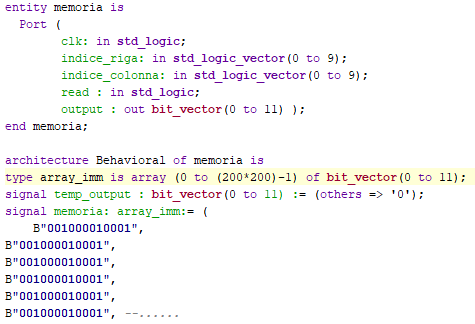 entity memoria is
Port (
clk: in std_logic;
indice_riga: in std_logic_vector(0 to 9);
indice_colonna: in std_logic_vector(0 to 9);
read : in std_logic;
output : out bit_vector(0 to 11) );
end memoria;
architecture Behavioral of memoria is
type array_imm is array (0 to (200*200)-1) of bit_vector(0 to 11);
signal temp_output : bit_vector(0 to 11) := (others => '0');
signal memoria: array_imm:= (
B"001000010001",
B"001000010001",
B"001000010001",
B"001000010001",
B"001000010001",
B"001000010001", --......